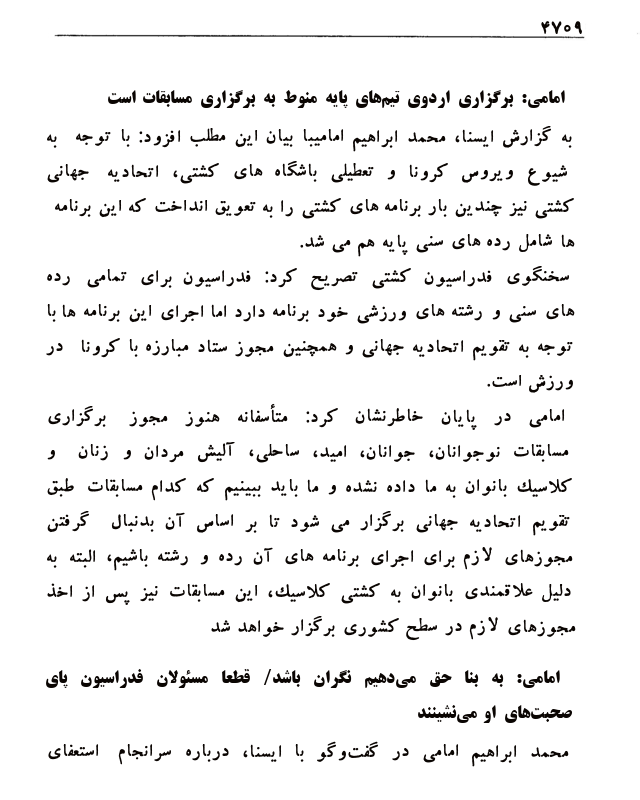 ۴۷۰۹
امامی: برگزاری اردوی تیم‌های پایه منوط به برگزاری مسابقات است
به گزارش ایسنا، محمد ابراهیم امامیبا بیان این مطلب افزود: با توجه به
شیوع ویروس کرونا و تعطیلی باشگاه های کشتی، اتحادیه جهانی
کشتی نیز چندین بار برنامه های کشتی را به تعویق انداخت که این برنامه
ها شامل رده های سنی پایه هم می شد.
سخنگوی فدراسیون کشتی تصریح کرد: فدراسیون برای تمامی رده
های سنی و رشته های ورزشی خود برنامه دارد اما اجرای این برنامه ها با
توجه به تقویم اتحادیه جهانی و همچنین مجوز ستاد مبارزه با کرونا در
ورزش است.
امامی در پایان خاطرنشان کرد: متأسفانه هنوز مجوز برگزاری
مسابقات نوجوانان، جوانان، امید، ساحلی، آلیش مردان و زنان و
کلاسیك بانوان به ما داده نشده و ما باید ببینیم که کدام مسابقات طبق
تقویم اتحادیه جهانی برگزار می شود تا بر اساس آن بدنبال گرفتن
مجوزهای لازم برای اجرای برنامه های آن رده و رشته باشیم، البته به
دلیل علاقمندی بانوان به کشتی کلاسیك، این مسابقات نیز پس از اخذ
مجوزهای لازم در سطح کشوری برگزار خواهد شد
امامی: به بنا حق می‌دهیم نگران باشد/ قطعا مسئولان فدراسیون پای
صحبت‌های او می‌نشینند
محمد ابراهیم امامی در گفت‌وگو با ایسنا، درباره سرانجام استعفای